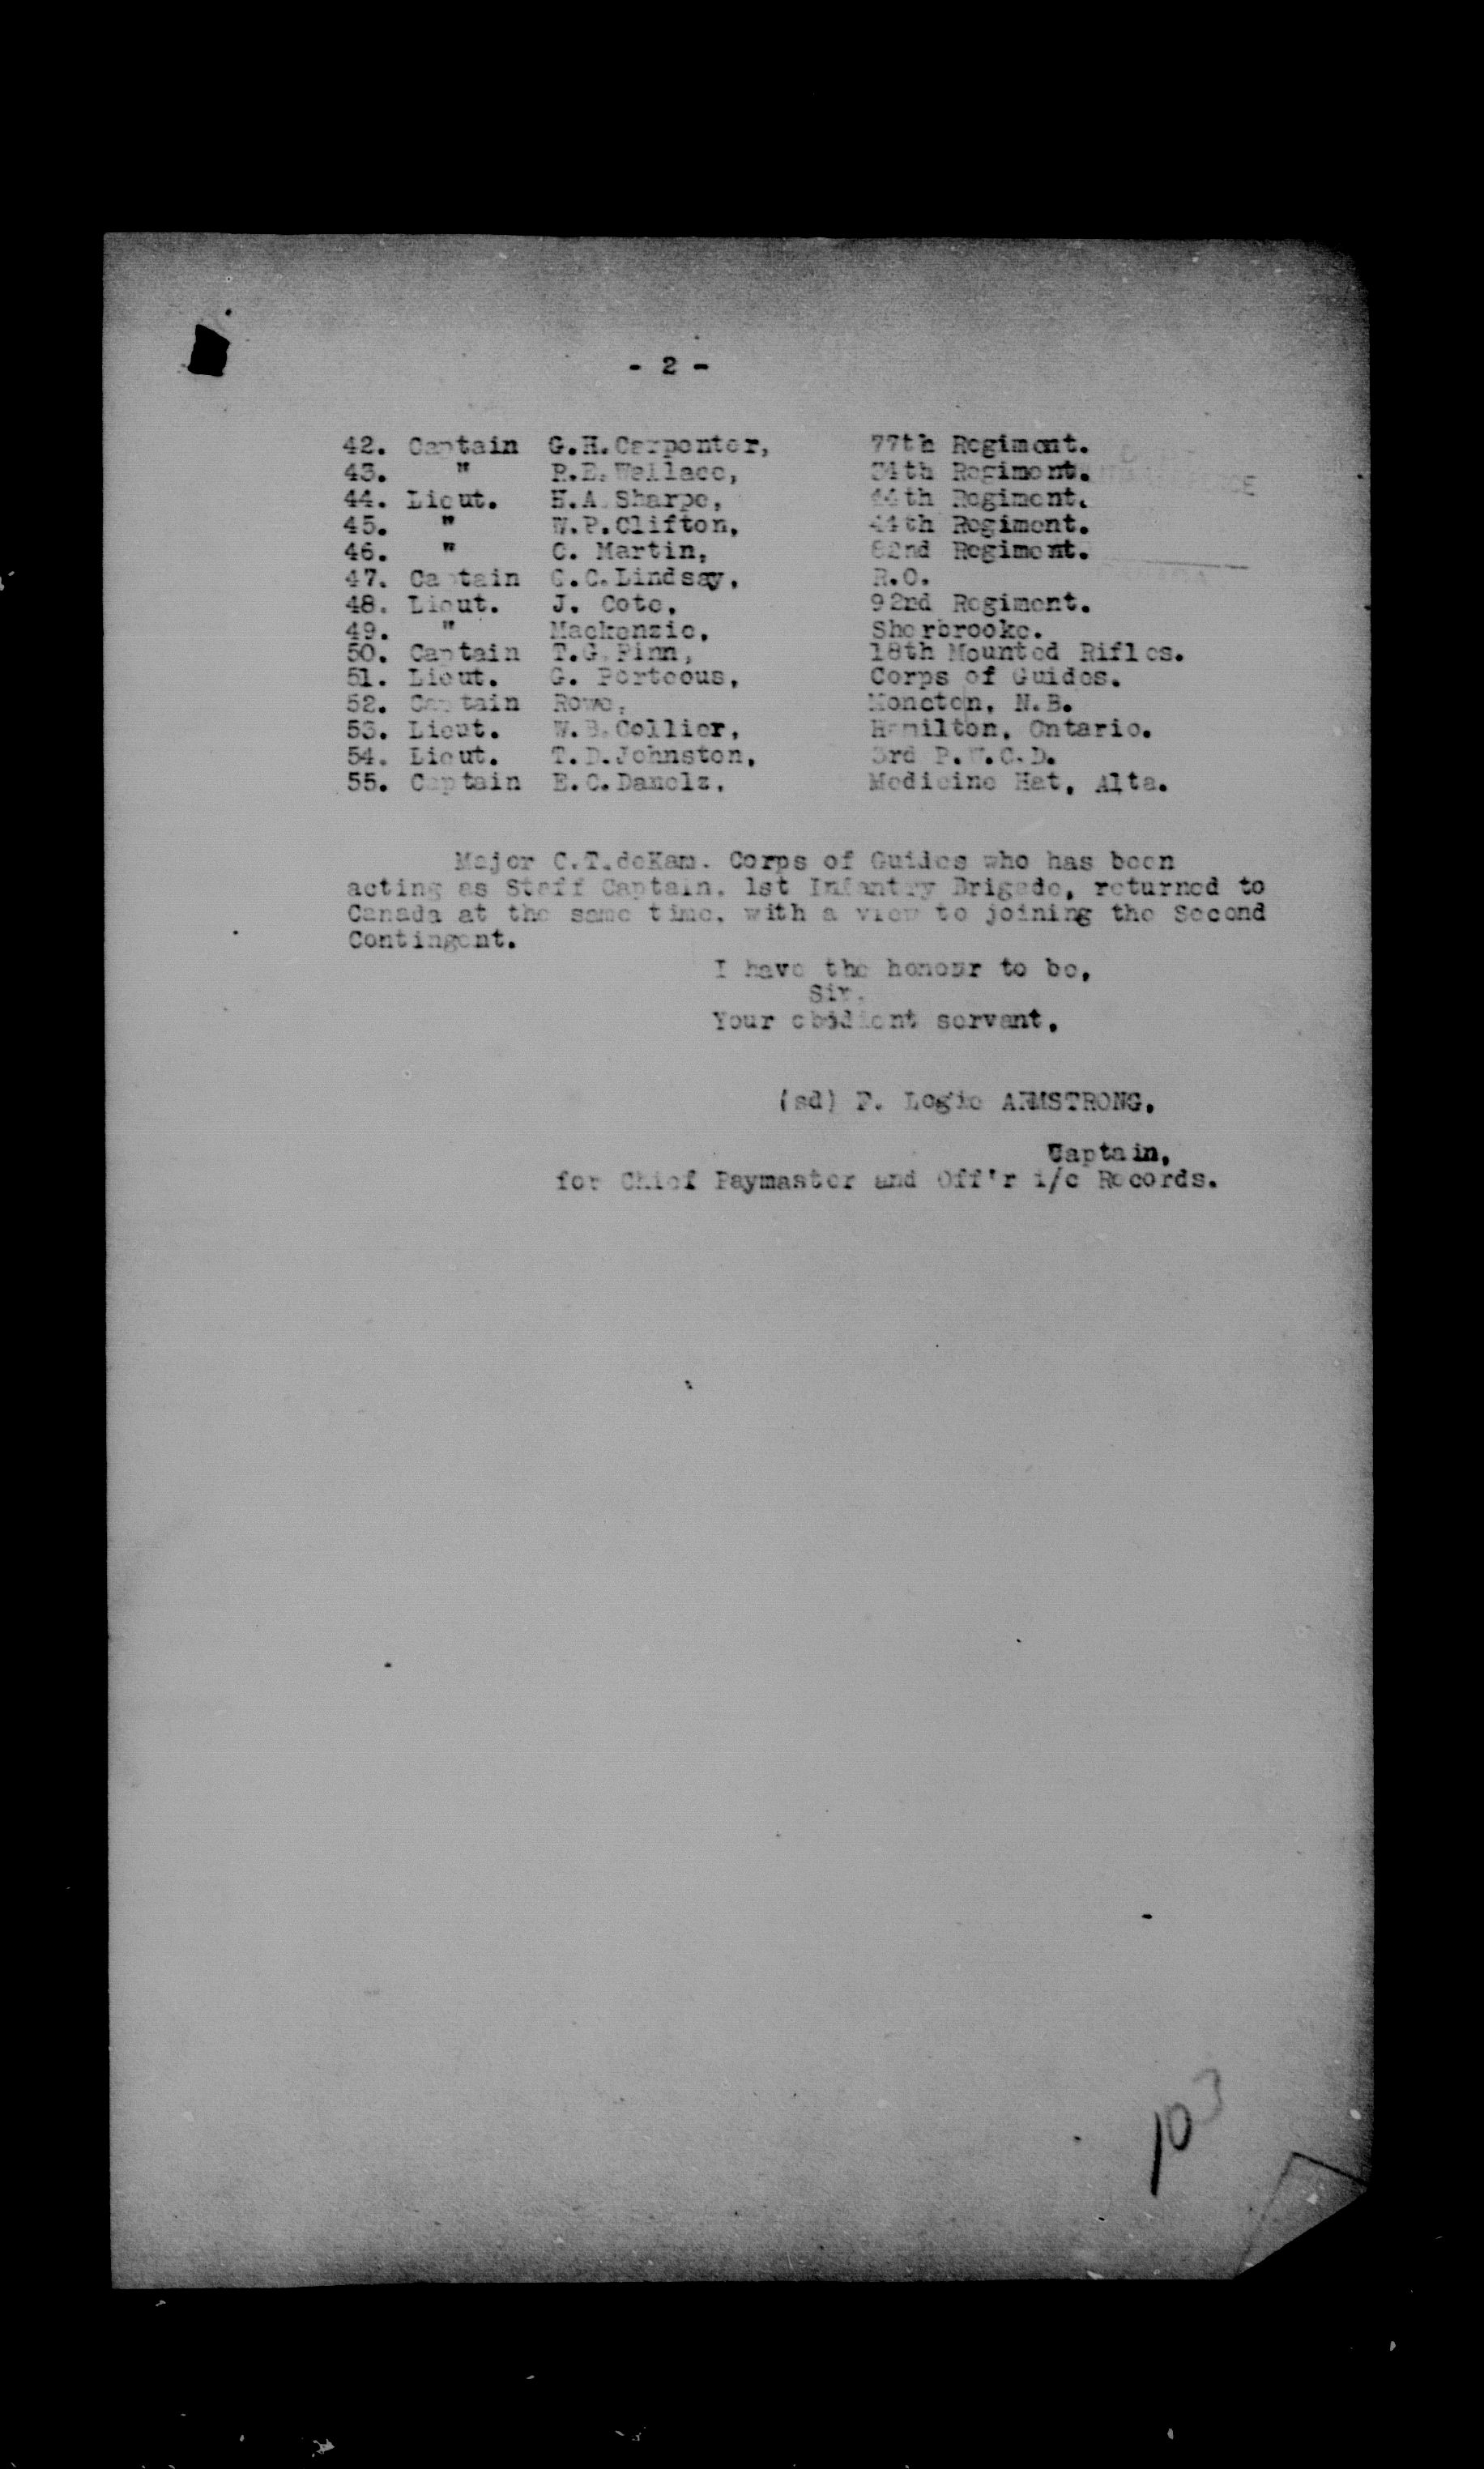 - 2 -
42. Captain G.H.Carpenter, 77th Regiment.
43. " R.E.Wallace, 34th Regiment.
44. Lieut. H.A.Sharpe, 44th Regiment.
45. " W.P.Clifton, 44th Regiment.
46. " C. Martin, 82nd Regiment.
47. Captain C.C.Lindsay, R.O.
48. Lieut. J. Cote, 92nd Regiment.
49. " Mackenzie, Sherbrooke.
50. Captain T.G.Finn, 18th Mounted Rifles.
51. Lieut. G. Porteous, Corps of Guides.
52. Captain Rowe, Moncton, N.B.
53. Lieut. W.B.Collier, Hamilton, Ontario.
54. Lieut. T.D.Johnston, 3rd P.W.C.D.
55. Captain E.C.Danelz, Medicine Hat, Alta.
Major C.T.deKam. Corps of Guides who has been
acting as Staff Captain. 1st Infantry Brigade, returned to
Canada at the same time. with a view to joining the Second
Contingent.
I have the honour to be,
Sir,
Your obidient servant,
(sd) F. Logie ARMSTRONG.
Captain,
for Chief Paymaster and Off'r i/c Records.
103